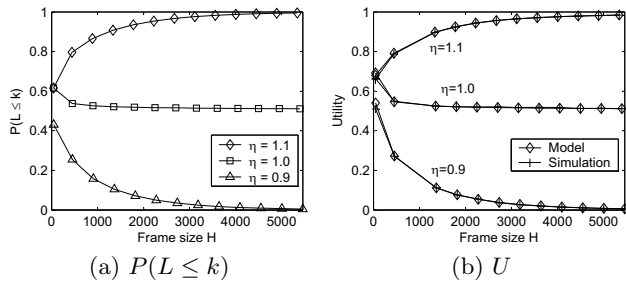 1
0.8
0.6
0.4
0.2
0
P(L ≤ k)
η = 1.1
η = 1.0
η = 0.9
0 1000 2000 3000 4000 5000
Frame size H
(a) P(L ≤ k)
1
0.8
0.6
0.4
0.2
0
Utility
η=1.1
η=1.0
η=0.9
Model
Simulation
0 1000 2000 3000 4000 5000
Frame size H
(b) U